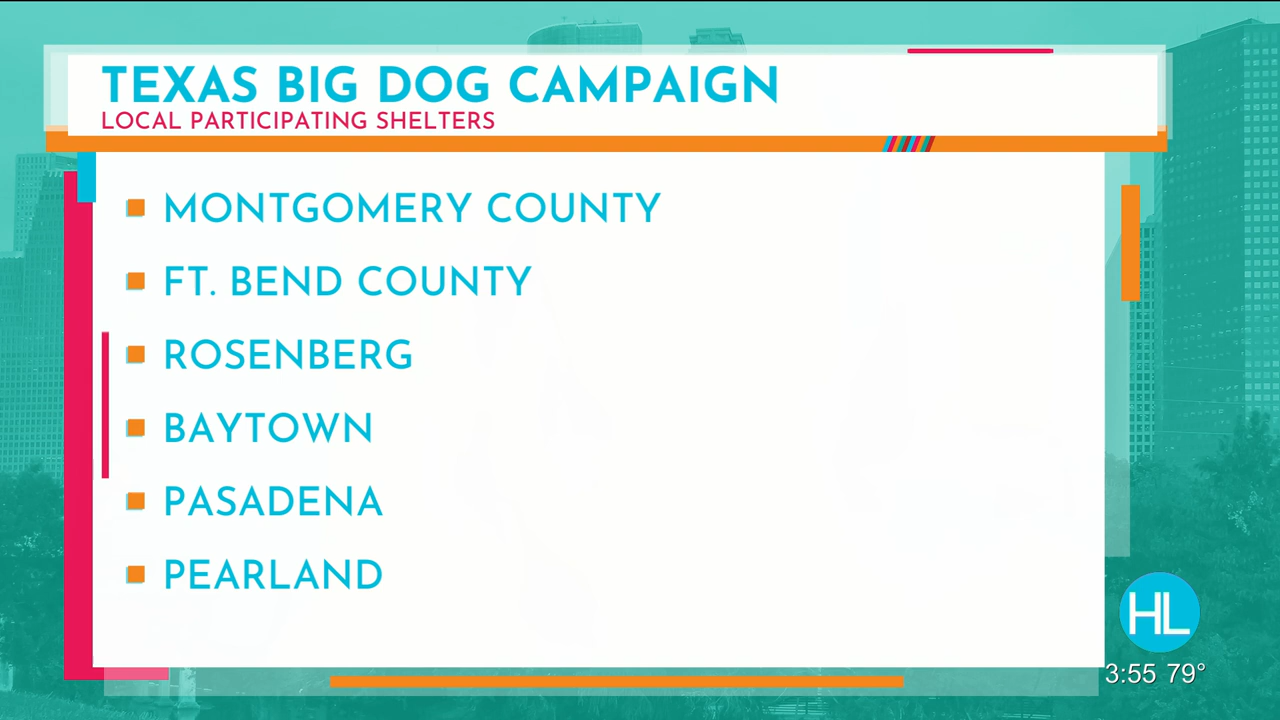 TEXAS BIG DOG CAMPAIGN
LOCAL PARTICIPATING SHELTERS
MONTGOMERY COUNTY
FT. BEND COUNTY
ROSENBERG
BAYTOWN
PASADENA
PEARLAND
HL
3:55 79°